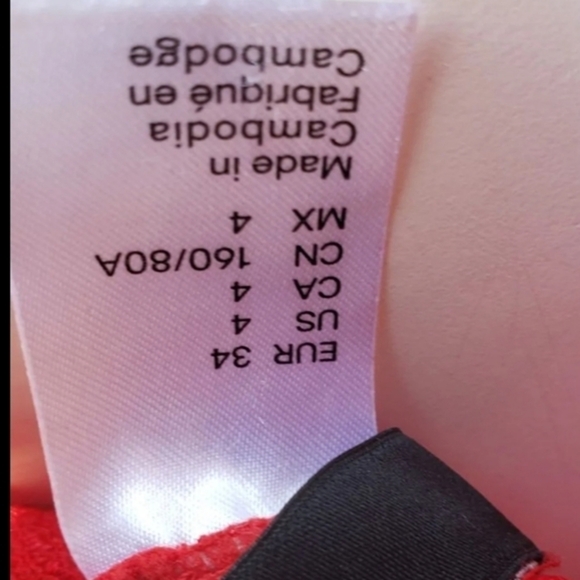 EUR 34
US 4
CA 4
CN 160/80A
MX 4
Made in
Cambodia
Fabriqué en
Cambodge